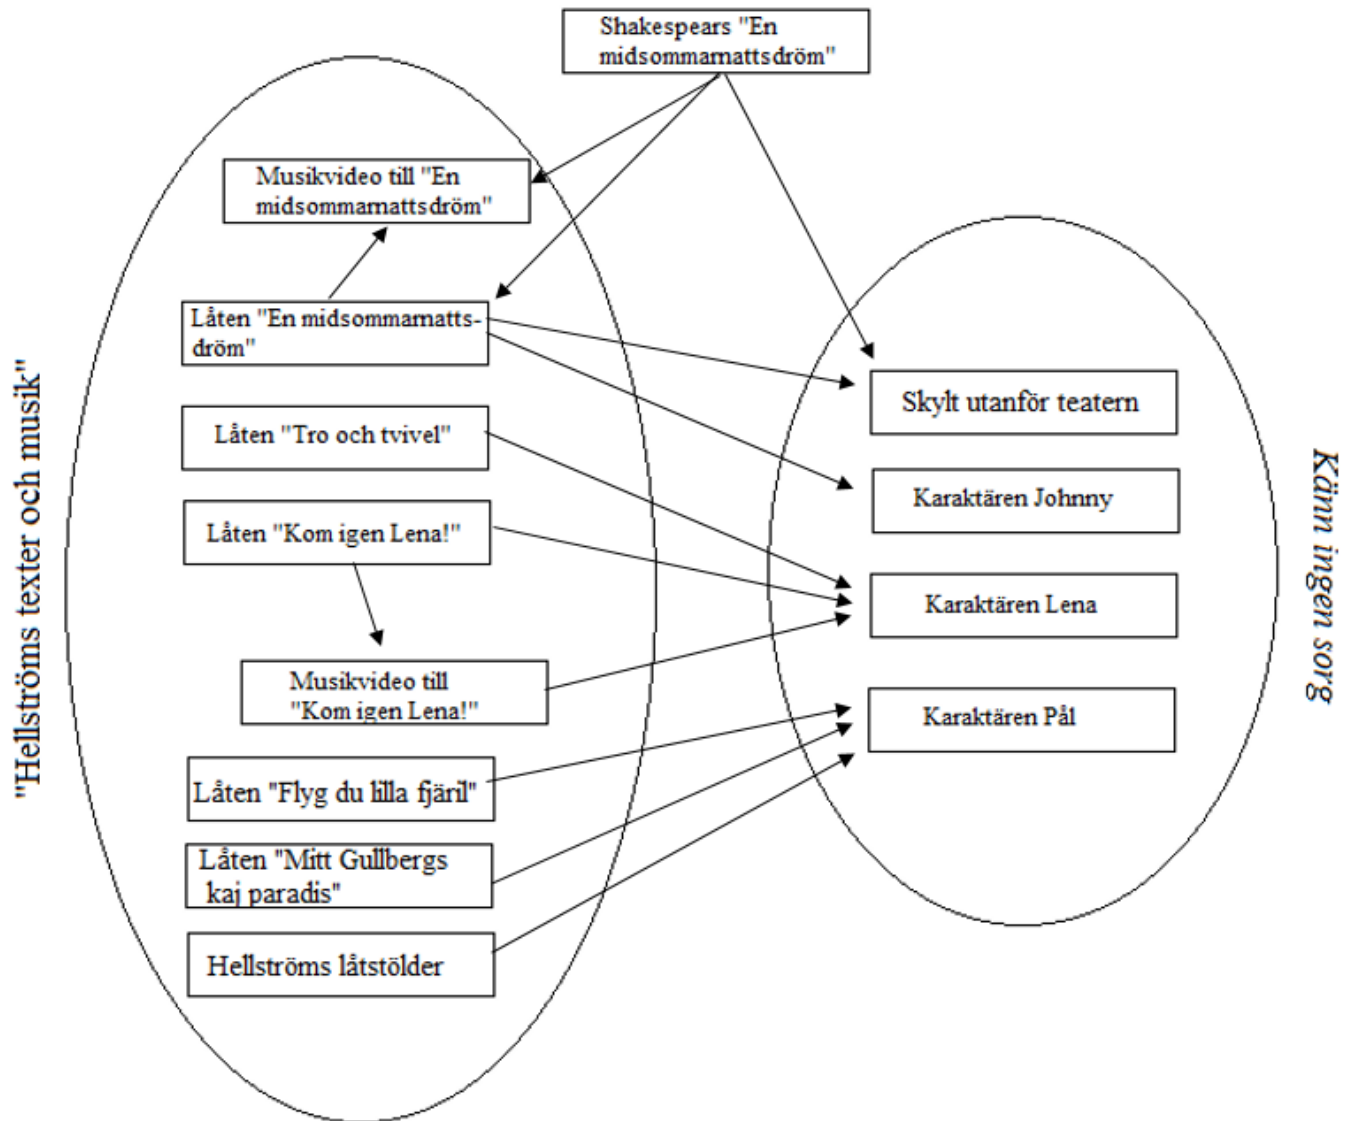 Shakespears "En
midsommarnattsdröm"
Musikvideo till "En
midsommarnattsdröm"
Låten "En midsommarnatts-
dröm"
Låten "Tro och tvivel"
Låten "Kom igen Lena!"
Musikvideo till
"Kom igen Lena!"
Låten "Flyg du lilla fjäril"
Låten "Mitt Gullbergs
kaj paradis"
Hellströms låtstölder
"Hellströms texter och musik"
Skylt utanför teatern
Karaktären Johnny
Karaktären Lena
Karaktären Pål
Känn ingen sorg